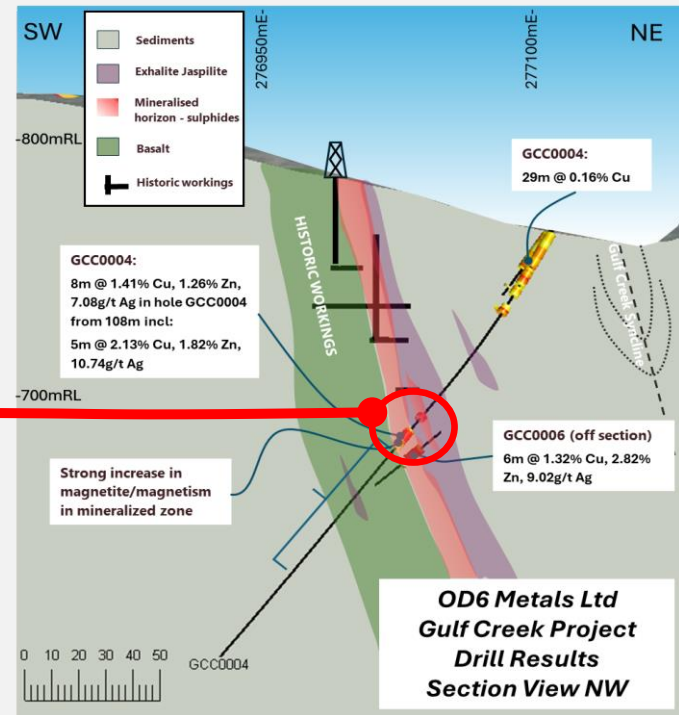 SW
276950mE-
277100mE-
NE
Sediments
Exhalite Jaspilite
Mineralised
horizon - sulphides
Basalt
Historic workings
-800mRL
GCC0004:
29m @ 0.16% Cu
HISTORIC WORKINGS
Gulf Creek Syncline
GCC0004:
8m @ 1.41% Cu, 1.26% Zn,
7.08g/t Ag in hole GCC0004
from 108m incl:
5m @ 2.13% Cu, 1.82% Zn,
10.74g/t Ag
-700mRL
GCC0006 (off section)
6m @ 1.32% Cu, 2.82%
Zn, 9.02g/t Ag
Strong increase in
magnetite/magnetism
in mineralized zone
OD6 Metals Ltd
Gulf Creek Project
Drill Results
Section View NW
0 10 20 30 40 50
GCC0004